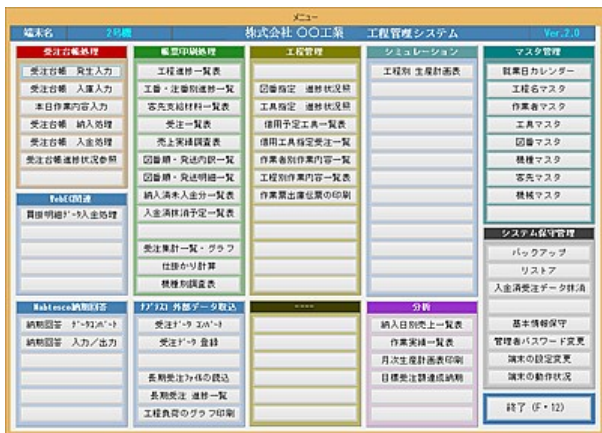 メニュー
端末名 2号機 株式会社 〇〇工業 工程管理システム Ver.2.0
受注台帳処理
受注台帳 発生入力
受注台帳 入庫入力
本日作業内容入力
受注台帳 納入処理
受注台帳 入金処理
受注台帳進捗状況参照
WebEC関連
買掛明細ﾃﾞｰﾀ入金処理
Nabtesco納期回答
納期回答 ﾃﾞｰﾀｺﾝﾊﾞｰﾄ
納期回答 入力／出力
帳票印刷処理
工程進捗一覧表
工番・注番別進捗一覧
客先支給材料一覧表
受注一覧表
売上実績調査表
図番順・発送内訳一覧
図番順・発送明細一覧
納入済未入金分一覧表
入金消抹消予定一覧表
受注集計一覧・グラフ
仕掛かり計算
機種別調査表
ﾅﾌﾞﾃｽｺ 外部データ取込
受注ﾃﾞｰﾀ ｺﾝﾊﾞｰﾄ
受注ﾃﾞｰﾀ 登録
長期受注ﾌｧｲﾙの読込
長期受注 進捗一覧
工程負荷のグラフ印刷
工程管理
図番指定 進捗状況照
工具指定 進捗状況照
借用予定工具一覧表
借用工具指定受注一覧
作業者別作業内容一覧
工程別作業内容一覧表
作業票出庫伝票の印刷
----
シミュレーション
工程別 生産計画表
分析
納入日別売上一覧表
作業実績一覧表
月次生産計画表印刷
目標受注額達成納期
マスタ管理
就業日カレンダー
工程名マスタ
作業者マスタ
工具マスタ
図番マスタ
機種マスタ
客先マスタ
機械マスタ
システム保守管理
バックアップ
リストア
入金済受注データ抹消
基本情報保守
管理者パスワード変更
端末の設定変更
端末の動作状況
終了（F・12）